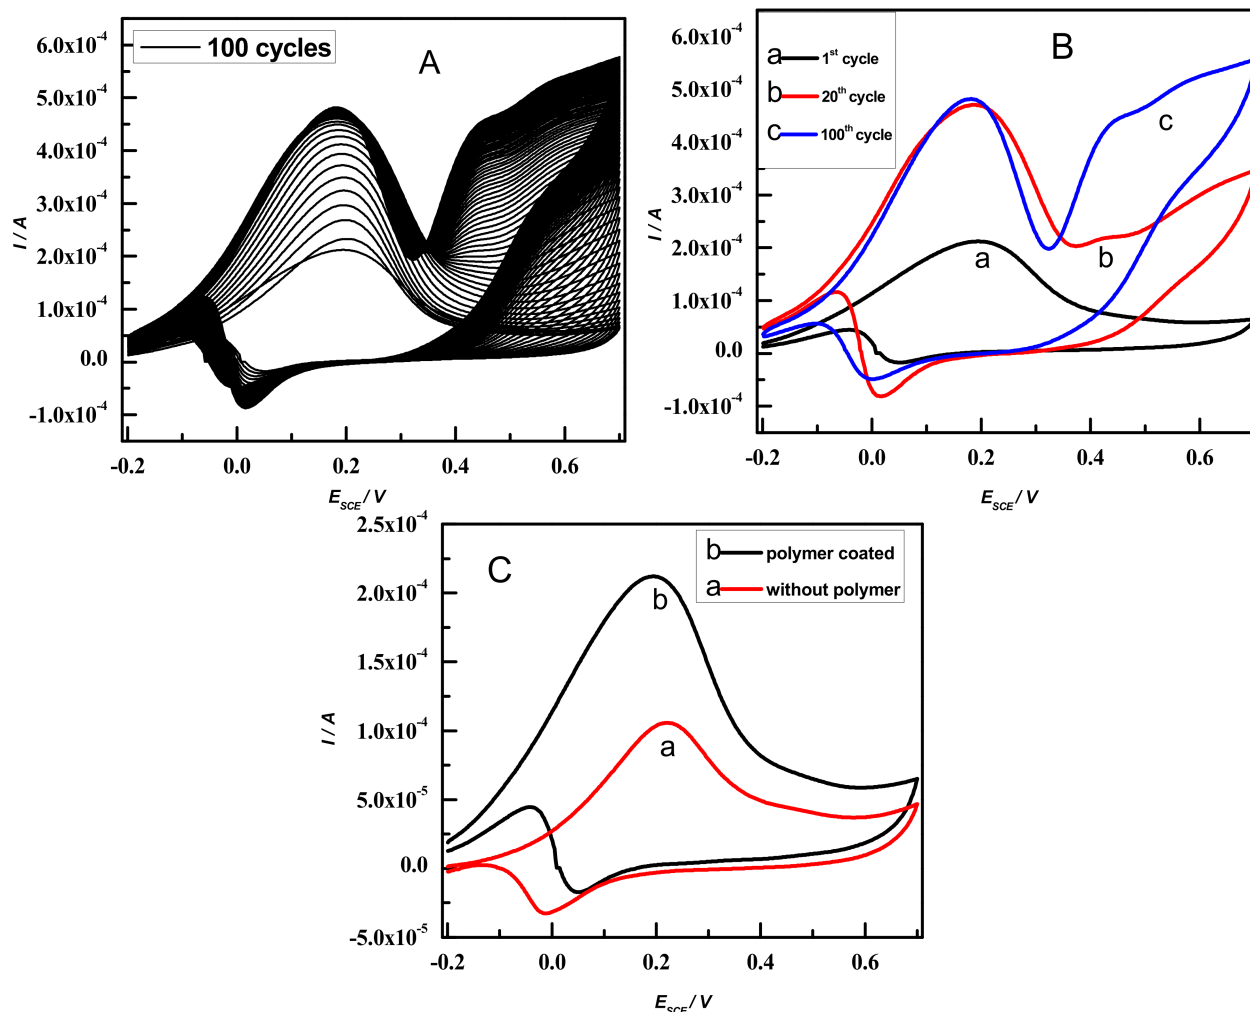 100 cycles
A
6.0x10⁻⁴
5.0x10⁻⁴
4.0x10⁻⁴
3.0x10⁻⁴
2.0x10⁻⁴
1.0x10⁻⁴
0.0
-1.0x10⁻⁴
I / A
-0.2 0.0 0.2 0.4 0.6
E_SCE / V
B
a 1ˢᵗ cycle
b 20ᵗʰ cycle
c 100ᵗʰ cycle
6.0x10⁻⁴
5.0x10⁻⁴
4.0x10⁻⁴
3.0x10⁻⁴
2.0x10⁻⁴
1.0x10⁻⁴
0.0
-1.0x10⁻⁴
I / A
c
b
a
-0.2 0.0 0.2 0.4 0.6
E_SCE / V
C
b polymer coated
a without polymer
2.5x10⁻⁴
2.0x10⁻⁴
1.5x10⁻⁴
1.0x10⁻⁴
5.0x10⁻⁵
0.0
-5.0x10⁻⁵
I / A
b
a
-0.2 0.0 0.2 0.4 0.6
E_SCE / V